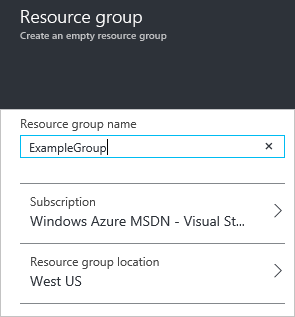 Resource group
Create an empty resource group
Resource group name
ExampleGroup
Subscription
Windows Azure MSDN - Visual St...
Resource group location
West US